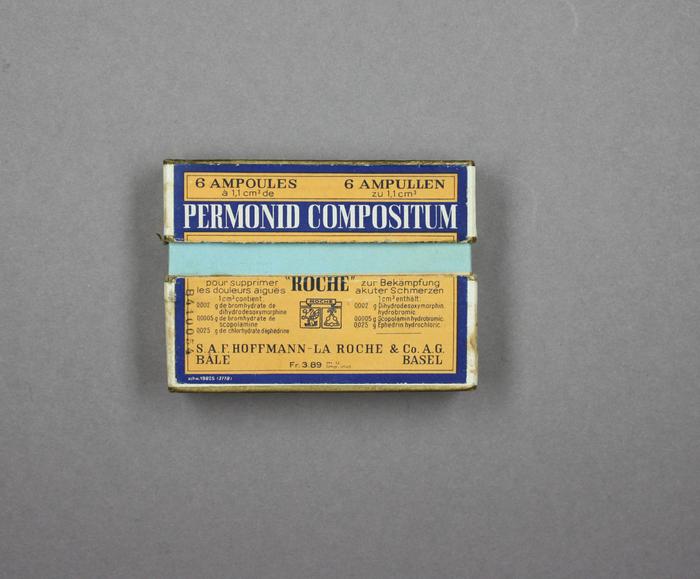 6 AMPOULES 6 AMPULLEN
à 1,1 cm³ de zu 1,1 cm³
PERMONID COMPOSITUM
"ROCHE"
pour supprimer zur Bekämpfung
les douleurs aiguës akuter Schmerzen
1 cm³ contient 1 cm³ enthält
0002 g de bromhydrate de 0002 g Dihydrodesoxymorphin.
dihydrodesoxymorphine hydrobromic.
00005 g de bromhydrate de 00005 g Scopolamin hydrobromic.
scopolamine 0025 g Ephedrin hydrochloric.
0025 g de chlorhydrate d'éphédrine
ROCHE
B410054
S.A.F. HOFFMANN-LA ROCHE & Co. A.G.
BÂLE BASEL
Fr. 3.89